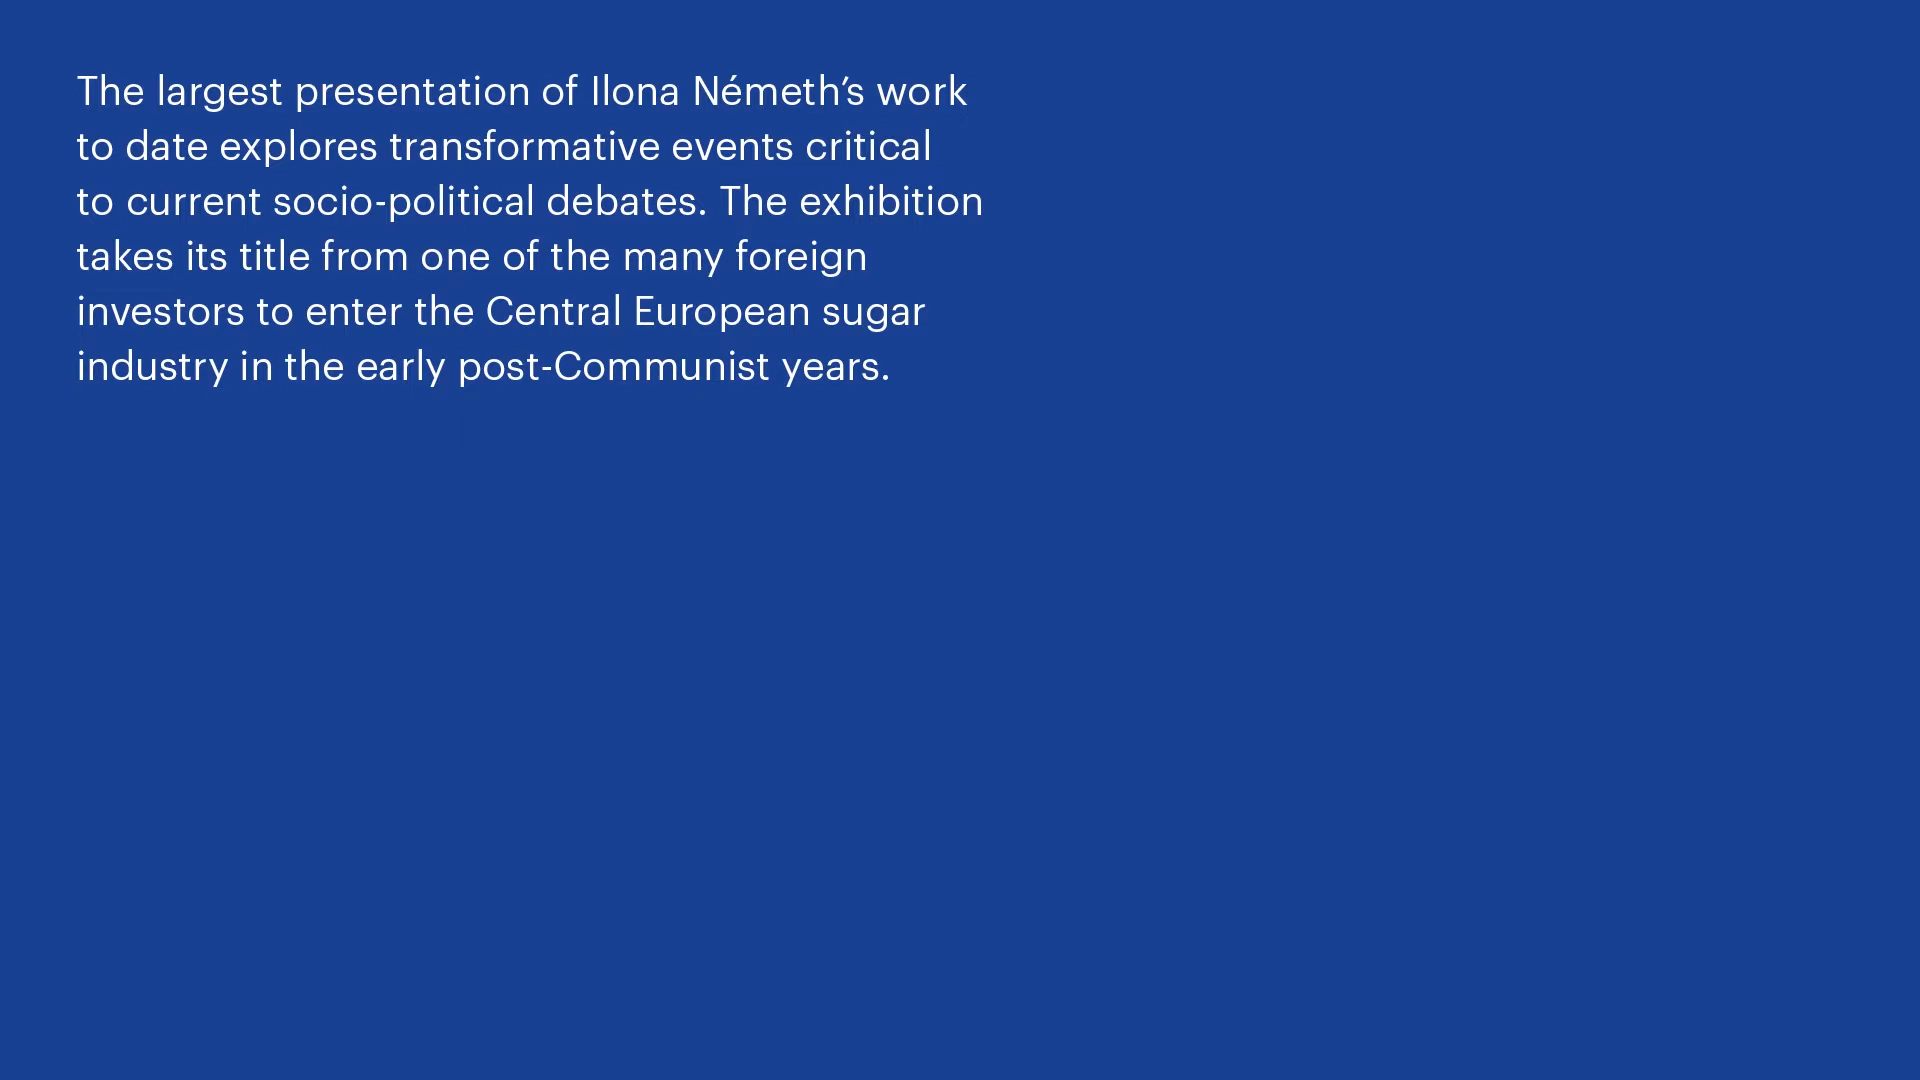 The largest presentation of Ilona Németh’s work
to date explores transformative events critical
to current socio-political debates. The exhibition
takes its title from one of the many foreign
investors to enter the Central European sugar
industry in the early post-Communist years.